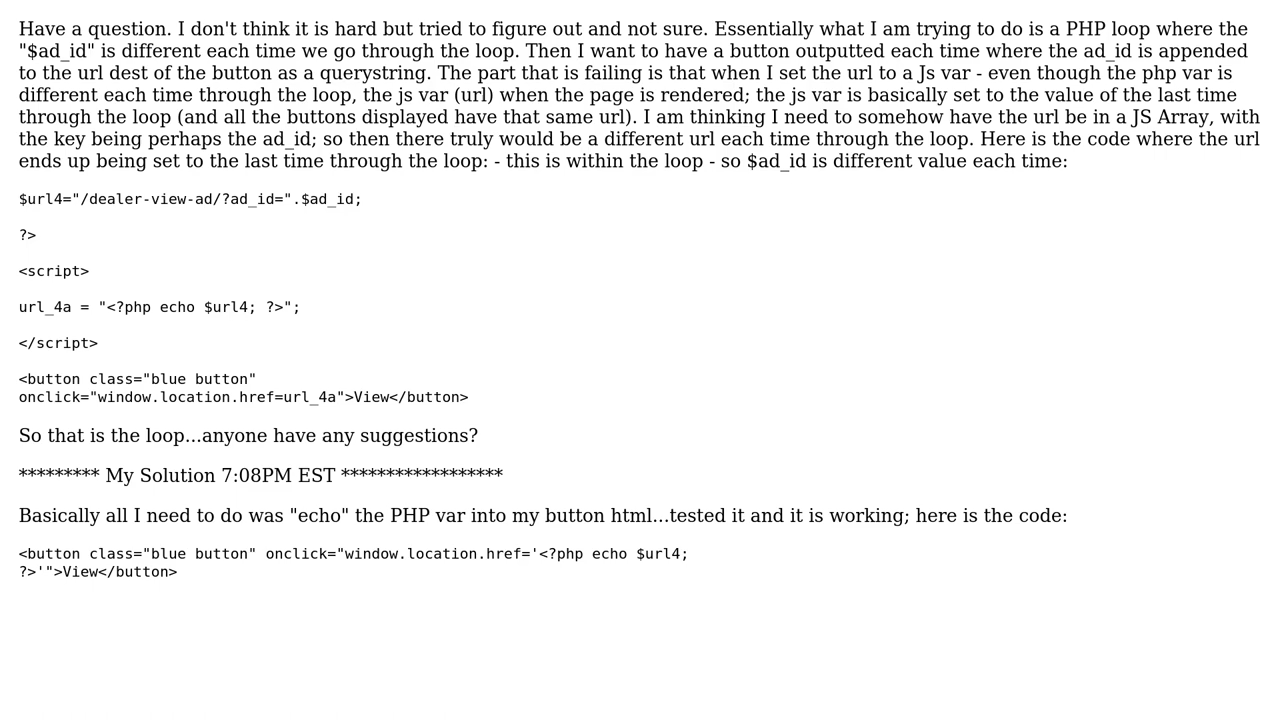 Have a question. I don't think it is hard but tried to figure out and not sure. Essentially what I am trying to do is a PHP loop where the
"$ad_id" is different each time we go through the loop. Then I want to have a button outputted each time where the ad_id is appended
to the url dest of the button as a querystring. The part that is failing is that when I set the url to a Js var - even though the php var is
different each time through the loop, the js var (url) when the page is rendered; the js var is basically set to the value of the last time
through the loop (and all the buttons displayed have that same url). I am thinking I need to somehow have the url be in a JS Array, with
the key being perhaps the ad_id; so then there truly would be a different url each time through the loop. Here is the code where the url
ends up being set to the last time through the loop: - this is within the loop - so $ad_id is different value each time:
$url4="/dealer-view-ad/?ad_id=".$ad_id;
?>
<script>
url_4a = "<?php echo $url4; ?>";
</script>
<button class="blue button"
onclick="window.location.href=url_4a">View</button>
So that is the loop...anyone have any suggestions?
********* My Solution 7:08PM EST ******************
Basically all I need to do was "echo" the PHP var into my button html...tested it and it is working; here is the code:
<button class="blue button" onclick="window.location.href='<?php echo $url4;
?>'">View</button>